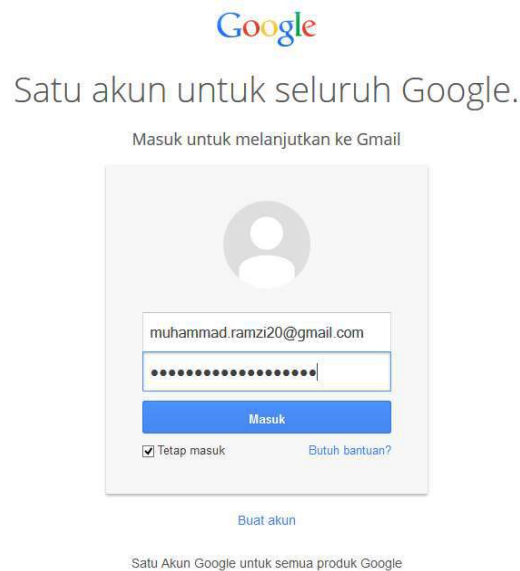 Google
Satu akun untuk seluruh Google.
Masuk untuk melanjutkan ke Gmail
muhammad.ramzi20@gmail.com
●●●●●●●●●●●●●●●●●●●
Masuk
Tetap masuk Butuh bantuan?
Buat akun
Satu Akun Google untuk semua produk Google